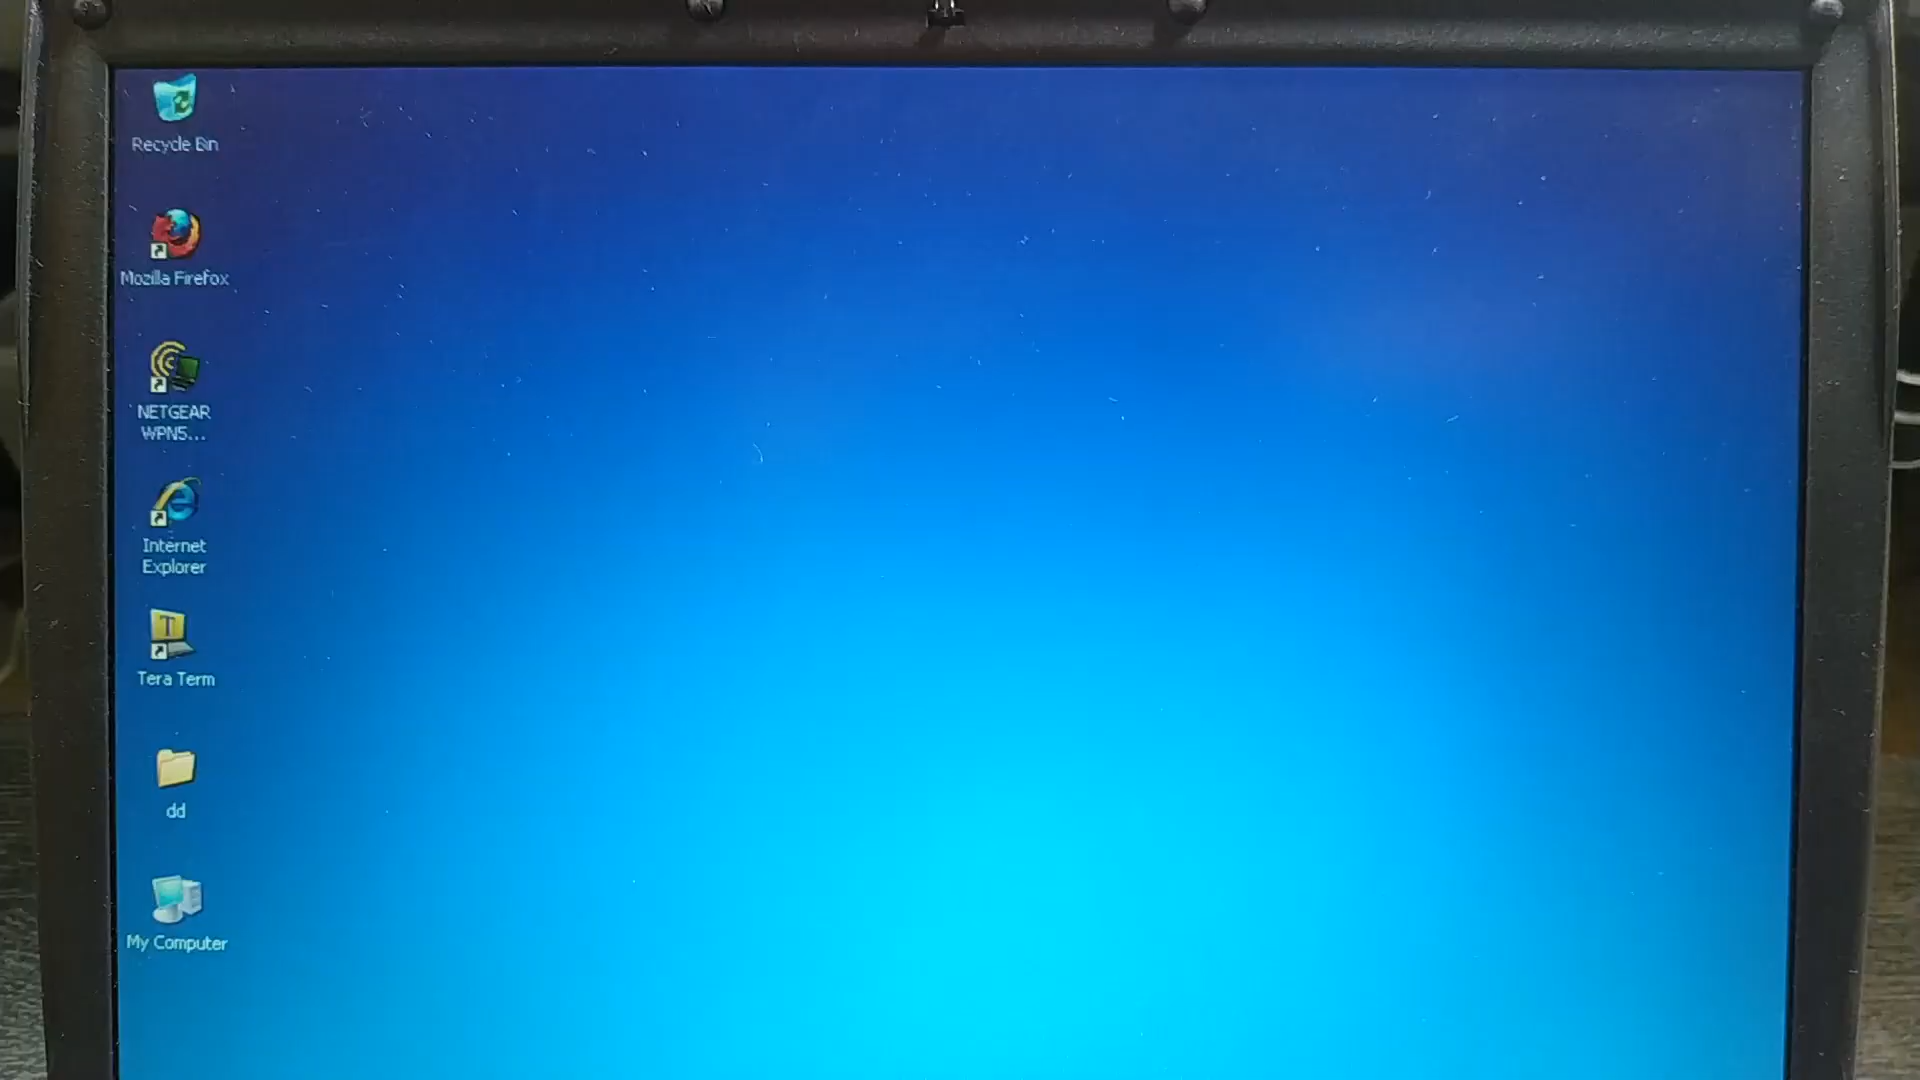 Recycle Bin
Mozilla Firefox
NETGEAR
WPN5...
Internet
Explorer
T
Tera Term
dd
My Computer